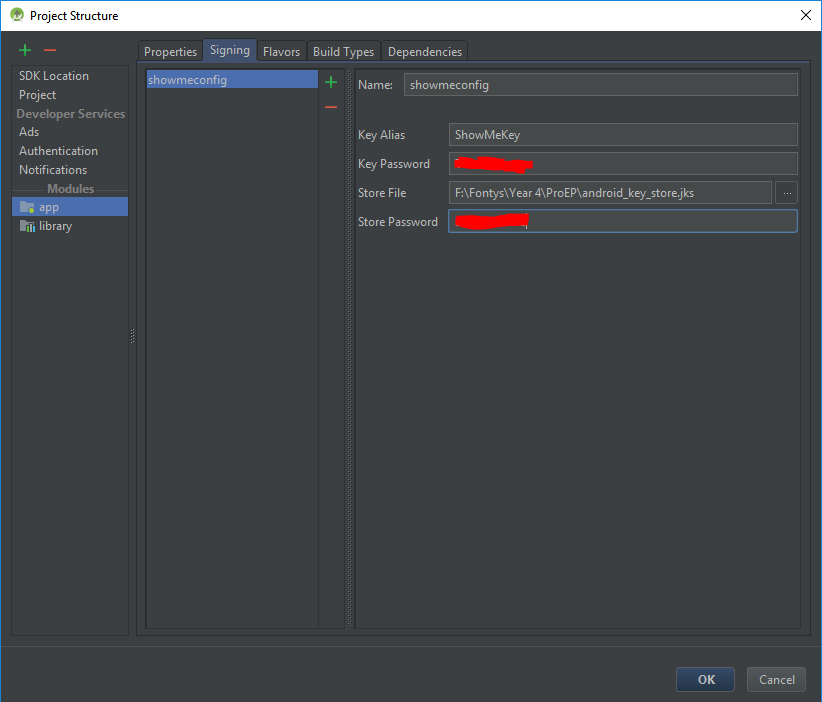 Project Structure
Properties Signing Flavors Build Types Dependencies
SDK Location
Project
Developer Services
Ads
Authentication
Notifications
Modules
app
library
showmeconfig
Name: showmeconfig
Key Alias ShowMeKey
Key Password
Store File F:\Fontys\Year 4\ProEP\android_key_store.jks ...
Store Password
OK Cancel